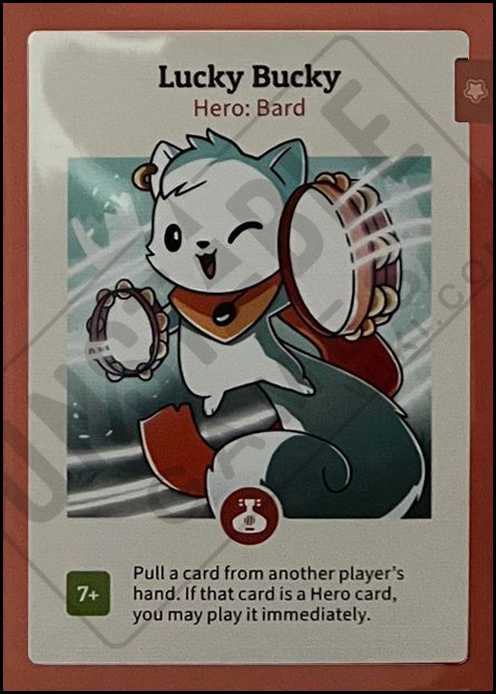 Lucky Bucky
Hero: Bard
7+
Pull a card from another player's
hand. If that card is a Hero card,
you may play it immediately.
UNSTABLE